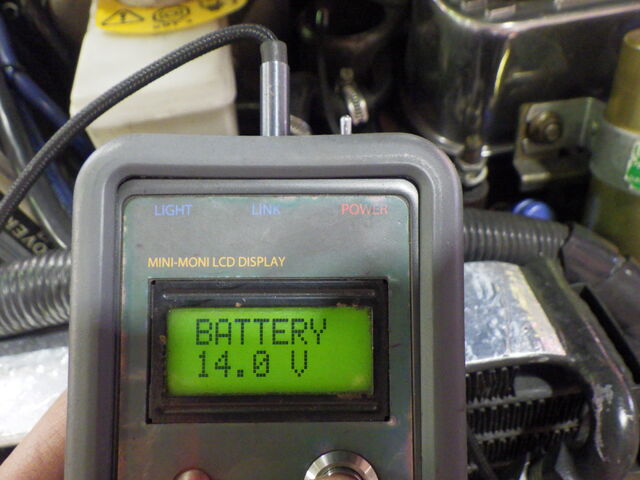 LIGHT LINK POWER
MINI-MONI LCD DISPLAY
BATTERY
14.0 V